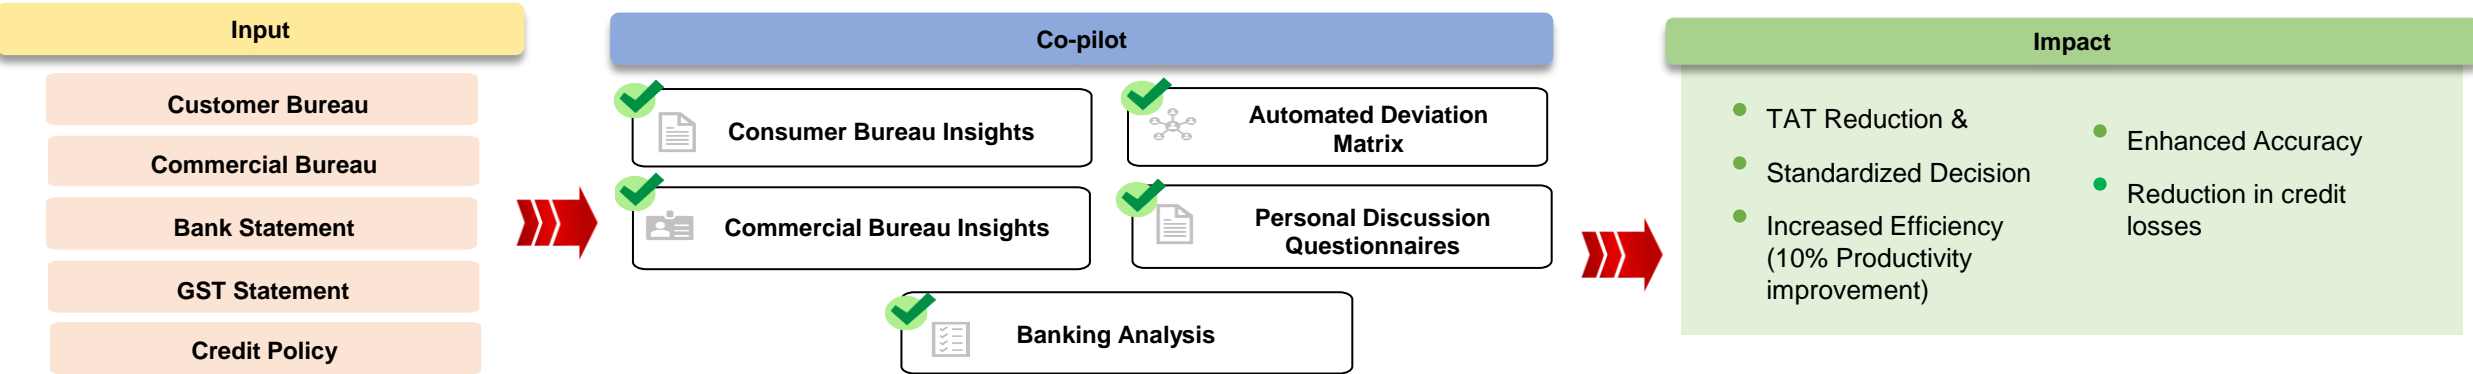 Input
Customer Bureau
Commercial Bureau
Bank Statement
GST Statement
Credit Policy
Co-pilot
Consumer Bureau Insights
Automated Deviation
Matrix
Commercial Bureau Insights
Personal Discussion
Questionnaires
Banking Analysis
Impact
TAT Reduction &
Standardized Decision
Increased Efficiency
(10% Productivity
improvement)
Enhanced Accuracy
Reduction in credit
losses